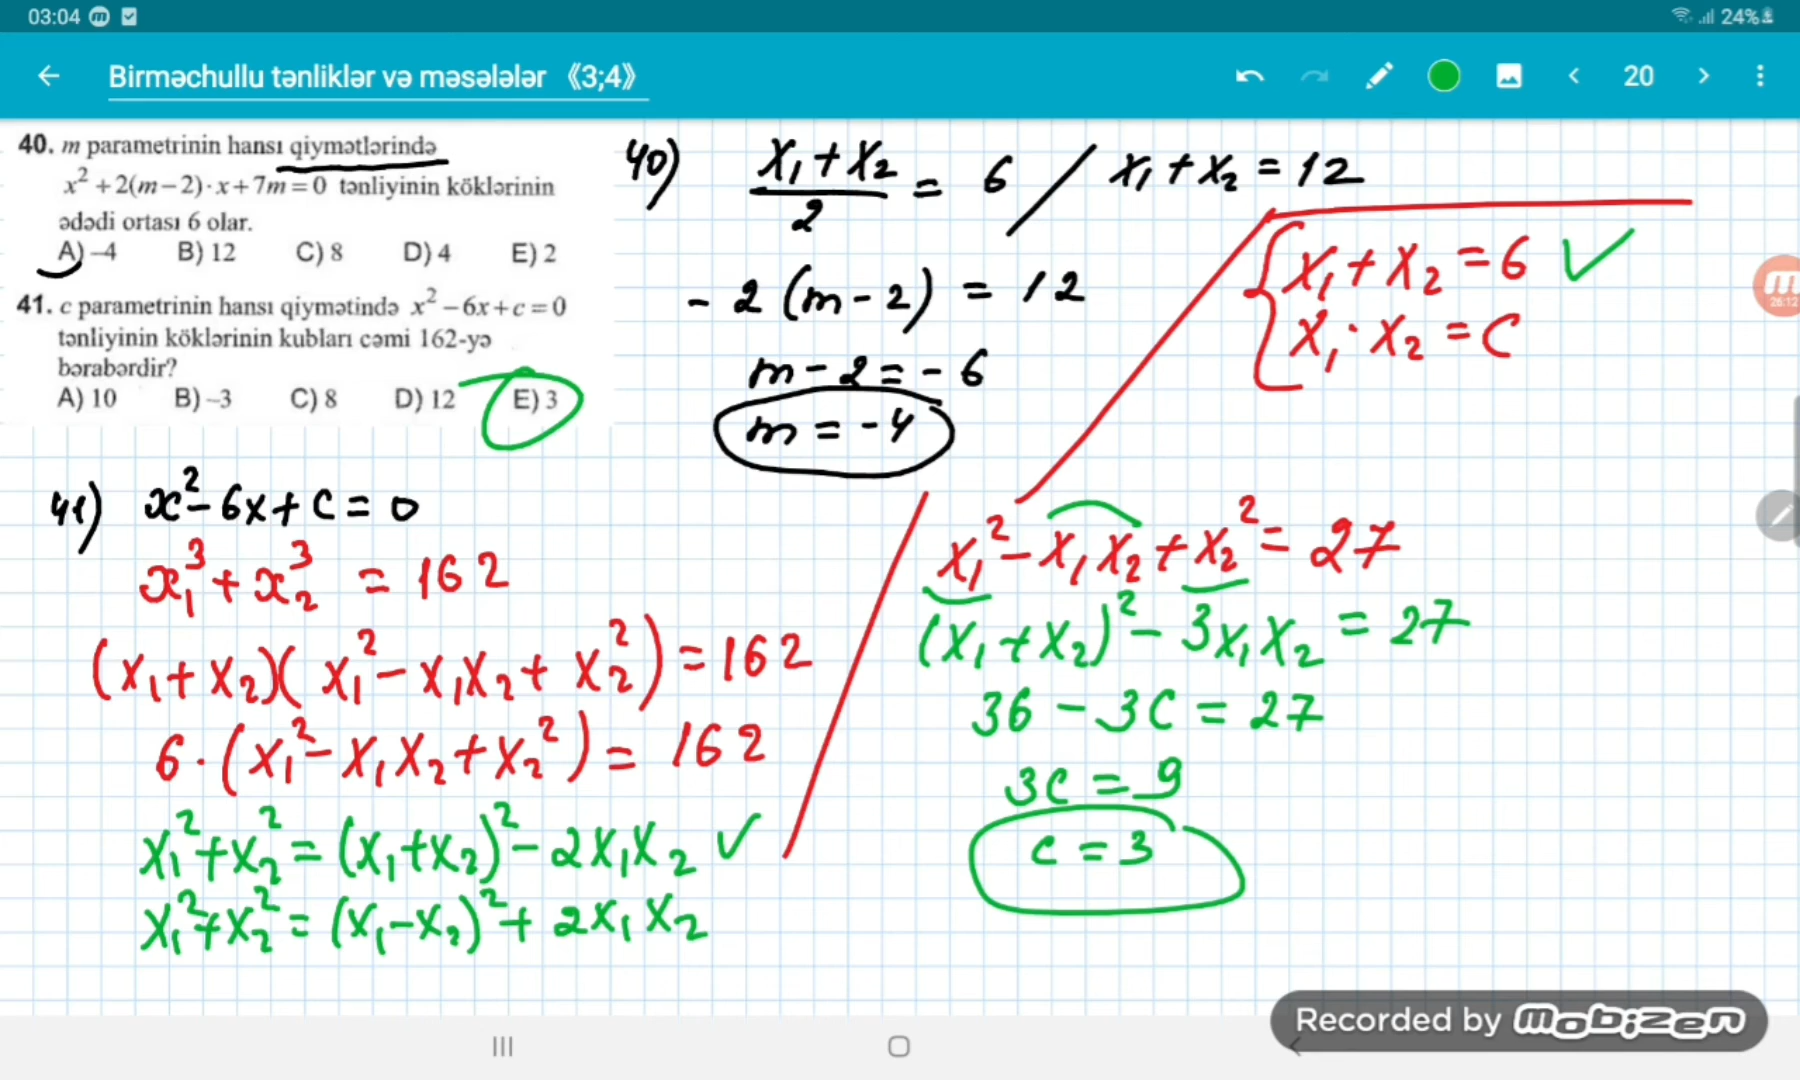 03:04
24%
Birməchullu tənliklər və məsələlər 《3;4》
20
40. m parametrinin hansı qiymətlərində
x² + 2(m − 2) · x + 7m = 0 tənliyinin köklərinin
ədədi ortası 6 olar.
A) −4 B) 12 C) 8 D) 4 E) 2
41. c parametrinin hansı qiymətində x² − 6x + c = 0
tənliyinin köklərinin kubları cəmi 162-yə
bərabərdir?
A) 10 B) −3 C) 8 D) 12 E) 3
40) (x₁ + x₂)/2 = 6 / x₁ + x₂ = 12
− 2 (m − 2) = 12
m − 2 = − 6
m = − 4
x₁ + x₂ = 6 ✓
x₁ · x₂ = c
41) x² − 6x + c = 0
x₁³ + x₂³ = 162
(x₁ + x₂)(x₁² − x₁x₂ + x₂²) = 162
6 · (x₁² − x₁x₂ + x₂²) = 162
x₁² + x₂² = (x₁ + x₂)² − 2x₁x₂ ✓
x₁² + x₂² = (x₁ − x₂)² + 2x₁x₂
x₁² − x₁x₂ + x₂² = 27
(x₁ + x₂)² − 3x₁x₂ = 27
36 − 3c = 27
3c = 9
c = 3
26:12
Recorded by mobizen